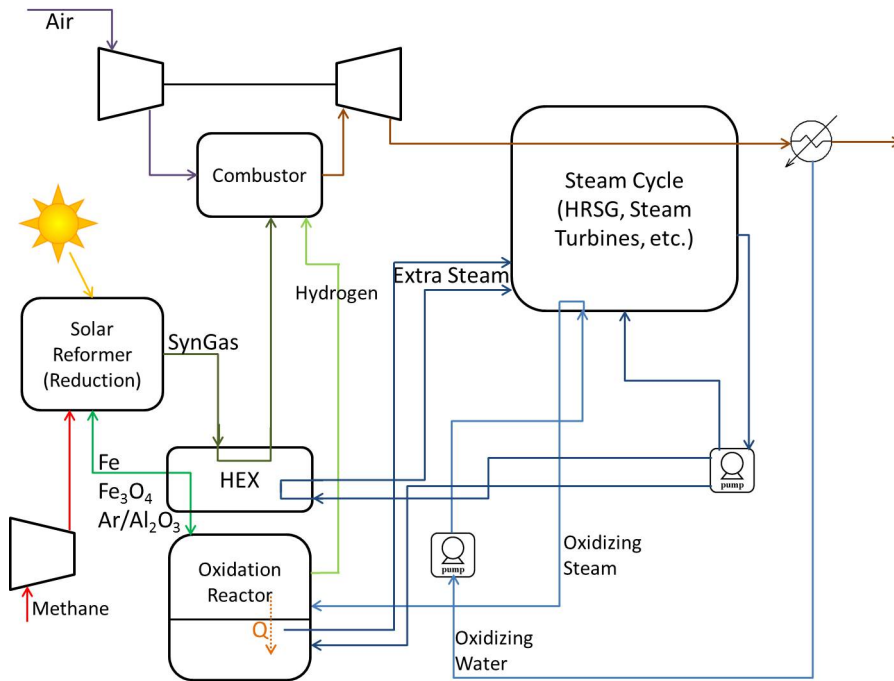 Air
Combustor
Steam Cycle
(HRSG, Steam
Turbines, etc.)
Extra Steam
Hydrogen
Solar
Reformer
(Reduction)
SynGas
HEX
Fe
Fe₃O₄
Ar/Al₂O₃
pump
pump
Oxidizing
Steam
Oxidation
Reactor
Q
Methane
Oxidizing
Water